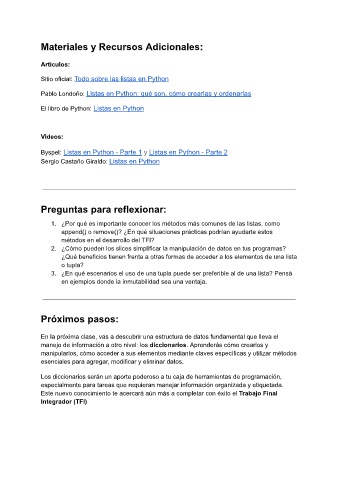 Materiales y Recursos Adicionales:
Artículos:
Sitio oficial: Todo sobre las listas en Python
Pablo Londoño: Listas en Python: qué son, cómo crearlas y ordenarlas
El libro de Python: Listas en Python
Videos:
Byspel: Listas en Python - Parte 1 y Listas en Python - Parte 2
Sergio Castaño Giraldo: Listas en Python
Preguntas para reflexionar:
1. ¿Por qué es importante conocer los métodos más comunes de las listas, como
append() o remove()? ¿En qué situaciones prácticas podrían ayudarte estos
métodos en el desarrollo del TFI?
2. ¿Cómo pueden los slices simplificar la manipulación de datos en tus programas?
¿Qué beneficios tienen frente a otras formas de acceder a los elementos de una lista
o tupla?
3. ¿En qué escenarios el uso de una tupla puede ser preferible al de una lista? Pensá
en ejemplos donde la inmutabilidad sea una ventaja.
Próximos pasos:
En la próxima clase, vas a descubrir una estructura de datos fundamental que lleva el
manejo de información a otro nivel: los diccionarios. Aprenderás cómo crearlos y
manipularlos, cómo acceder a sus elementos mediante claves específicas y utilizar métodos
esenciales para agregar, modificar y eliminar datos.
Los diccionarios serán un aporte poderoso a tu caja de herramientas de programación,
especialmente para tareas que requieran manejar información organizada y etiquetada.
Este nuevo conocimiento te acercará aún más a completar con éxito el Trabajo Final
Integrador (TFI)